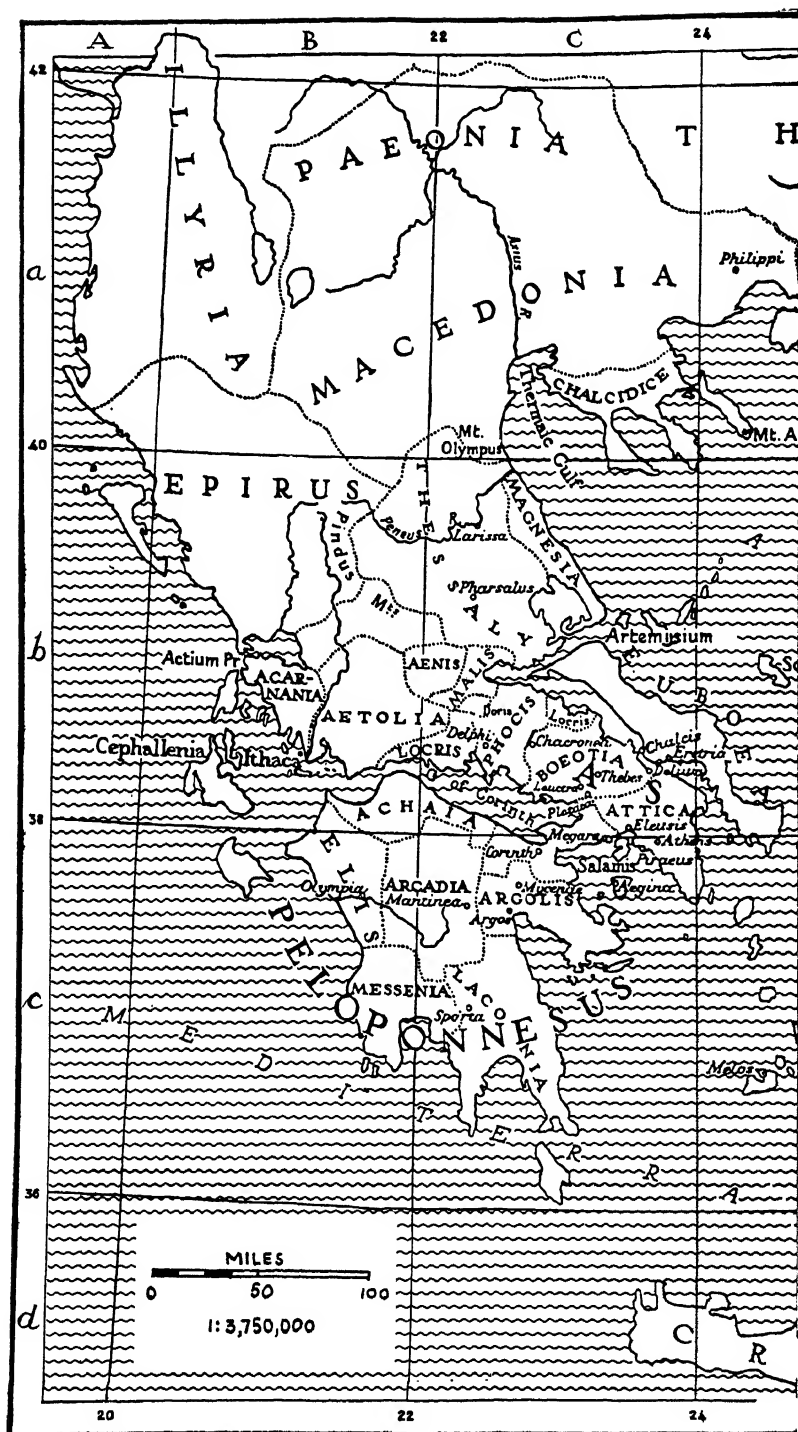 A B 22 C 24
42
ILLYRIA
PAEONIA
T H
a
Axius R.
Philippi
MACEDONIA
CHALCIDICE
Thermaic Gulf
40
Mt. Olympus
Mt. A
EPIRUS
THESSALY
MAGNESIA
Pindus Mts
Peneus R.
Larissa
Pharsalus
A
b
Artemisium
Actium Pr.
ACAR-
NANIA
AENIS
MALIS
EUBOEA
AETOLIA
Doris
PHOCIS
Locris
Delphi
Chaeronea
Chalcis
Eretria
Cephallenia
Ithaca
LOCRIS
BOEOTIA
Thebes
Delium
Leuctra
S
of Corinth
Plataea
ATTICA
38
ACHAIA
Eleusis
Megara
Athens
Corinth
Salamis
Piraeus
ELIS
Olympia
ARCADIA
Mycenae
Aegina
Mantinea
ARGOLIS
Argos
PELOPONNESUS
c
MESSENIA
LACONIA
Sparta
MEDITERRA
Melos
36
MILES
0 50 100
1:3,750,000
d
C R
20 22 24